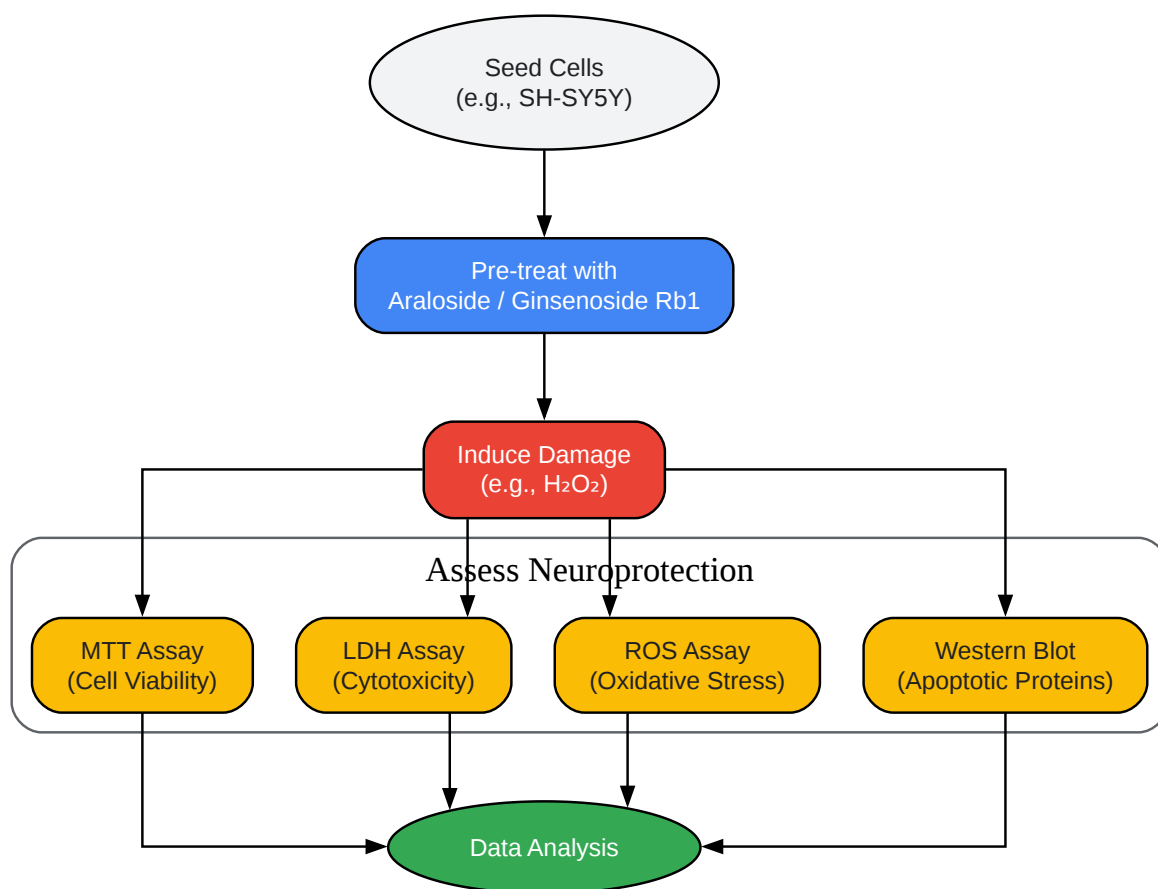 Seed Cells
(e.g., SH-SY5Y)
Pre-treat with
Araloside / Ginsenoside Rb1
Induce Damage
(e.g., H₂O₂)
Assess Neuroprotection
MTT Assay
(Cell Viability)
LDH Assay
(Cytotoxicity)
ROS Assay
(Oxidative Stress)
Western Blot
(Apoptotic Proteins)
Data Analysis